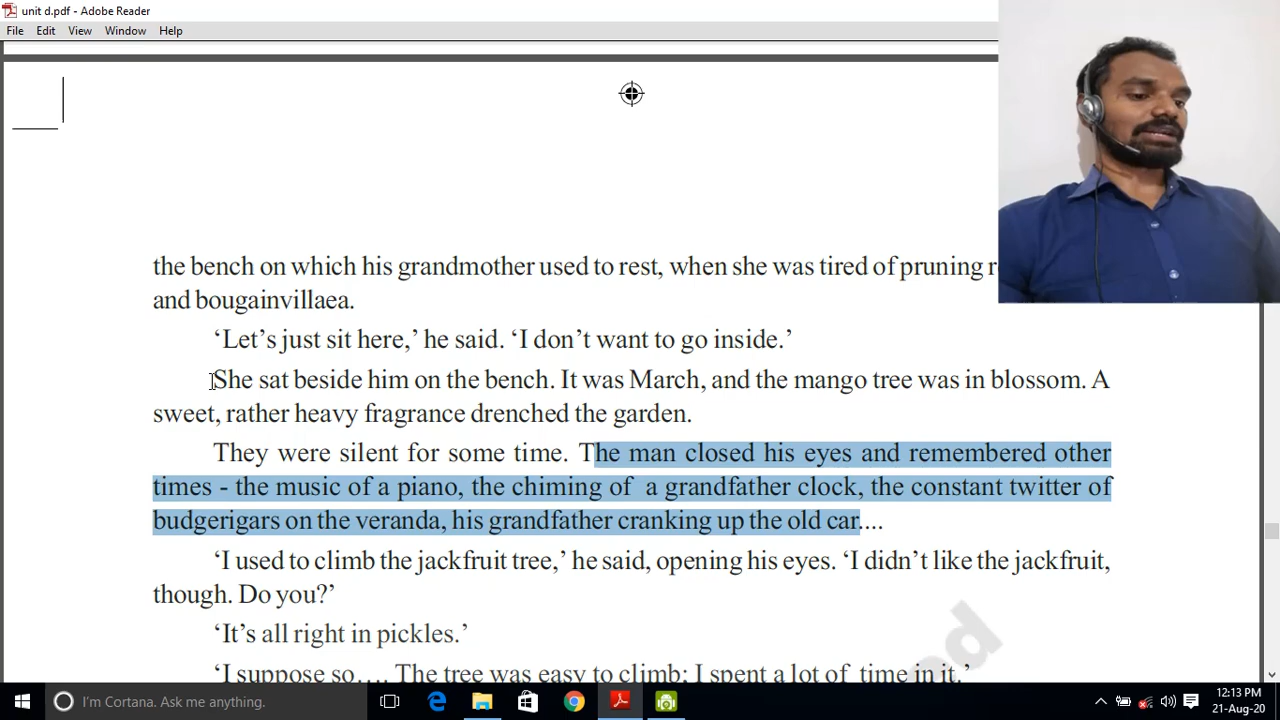 unit d.pdf - Adobe Reader
File Edit View Window Help
the bench on which his grandmother used to rest, when she was tired of pruning
and bougainvillaea.
‘Let’s just sit here,’ he said. ‘I don’t want to go inside.’
She sat beside him on the bench. It was March, and the mango tree was in blossom. A
sweet, rather heavy fragrance drenched the garden.
They were silent for some time. The man closed his eyes and remembered other
times - the music of a piano, the chiming of a grandfather clock, the constant twitter of
budgerigars on the veranda, his grandfather cranking up the old car....
‘I used to climb the jackfruit tree,’ he said, opening his eyes. ‘I didn’t like the jackfruit,
though. Do you?’
‘It’s all right in pickles.’
‘I suppose so.... The tree was easy to climb; I spent a lot of time in it.’
I'm Cortana. Ask me anything.
12:13 PM
21-Aug-20